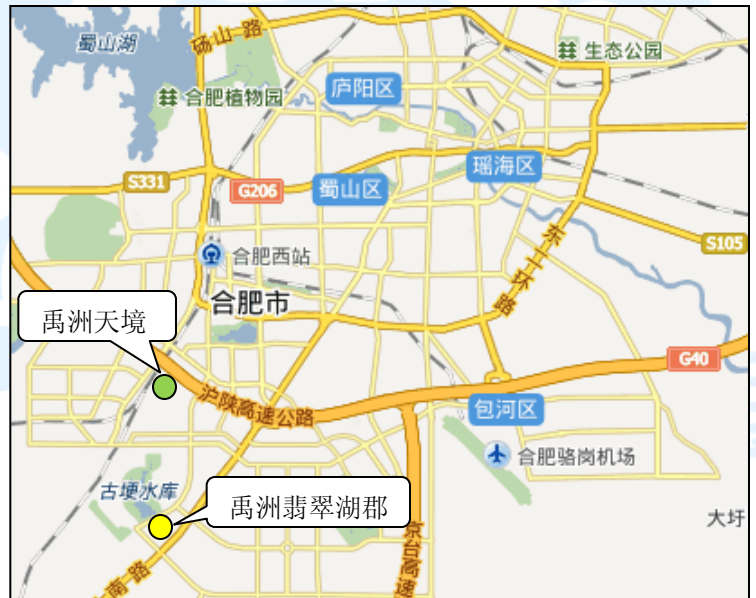 蜀山湖
砀山路
生态公园
合肥植物园
庐阳区
瑶海区
S331
G206
蜀山区
S105
东二环路
合肥西站
合肥市
禹洲天境
G40
沪陕高速公路
包河区
合肥骆岗机场
古埂水库
禹洲翡翠湖郡
大圩
京台高速
南路